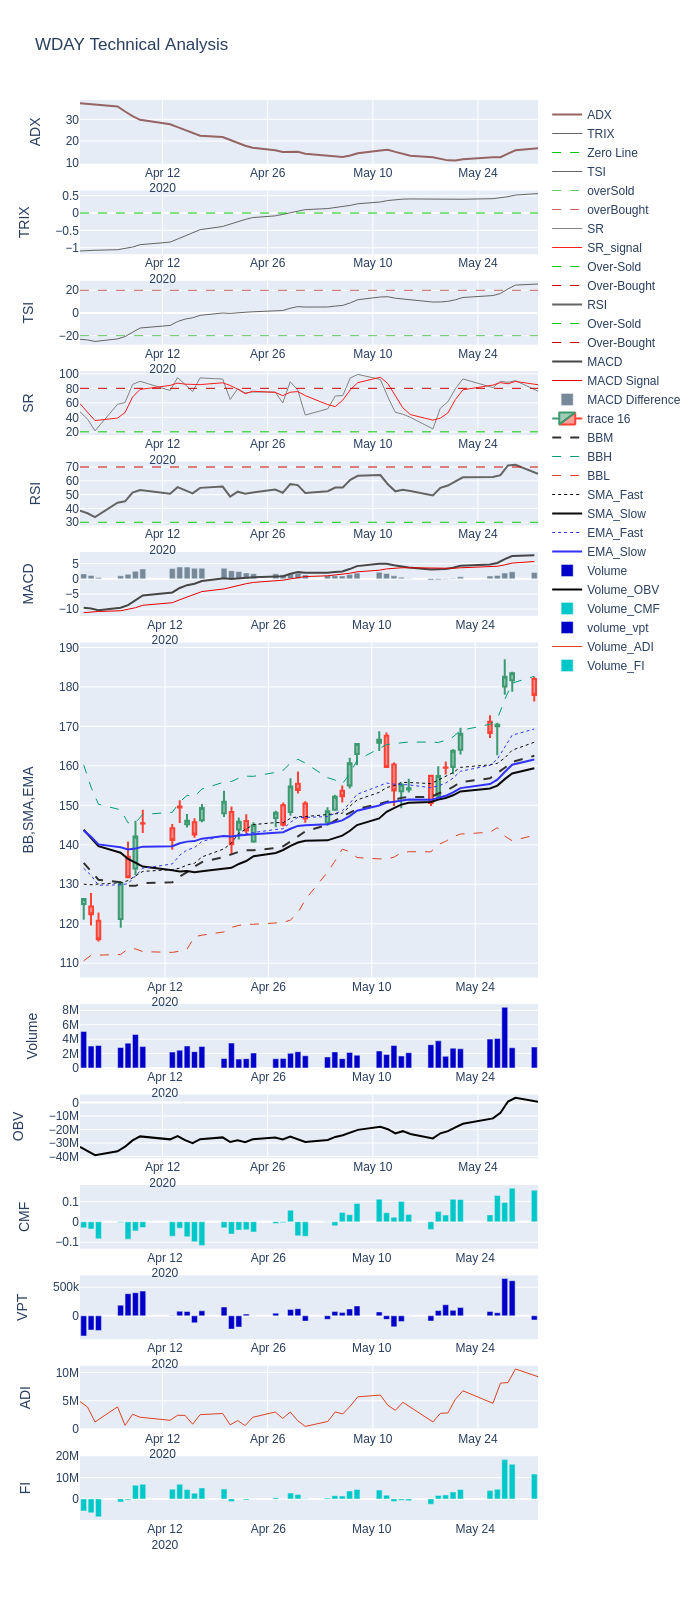 WDAY Technical Analysis
ADX
30
20
10
Apr 12
2020
Apr 26
May 10
May 24
TRIX
0.5
0
−0.5
−1
Apr 12
2020
Apr 26
May 10
May 24
TSI
20
0
−20
Apr 12
2020
Apr 26
May 10
May 24
SR
100
80
60
40
20
Apr 12
2020
Apr 26
May 10
May 24
RSI
70
60
50
40
30
Apr 12
2020
Apr 26
May 10
May 24
MACD
5
0
−5
−10
Apr 12
2020
Apr 26
May 10
May 24
BB,SMA,EMA
190
180
170
160
150
140
130
120
110
Apr 12
2020
Apr 26
May 10
May 24
Volume
8M
6M
4M
2M
0
Apr 12
2020
Apr 26
May 10
May 24
OBV
0
−10M
−20M
−30M
−40M
Apr 12
2020
Apr 26
May 10
May 24
CMF
0.1
0
−0.1
Apr 12
2020
Apr 26
May 10
May 24
VPT
500k
0
Apr 12
2020
Apr 26
May 10
May 24
ADI
10M
5M
0
Apr 12
2020
Apr 26
May 10
May 24
FI
20M
10M
0
Apr 12
2020
Apr 26
May 10
May 24
ADX
TRIX
Zero Line
TSI
overSold
overBought
SR
SR_signal
Over-Sold
Over-Bought
RSI
Over-Sold
Over-Bought
MACD
MACD Signal
MACD Difference
trace 16
BBM
BBH
BBL
SMA_Fast
SMA_Slow
EMA_Fast
EMA_Slow
Volume
Volume_OBV
Volume_CMF
volume_vpt
Volume_ADI
Volume_FI